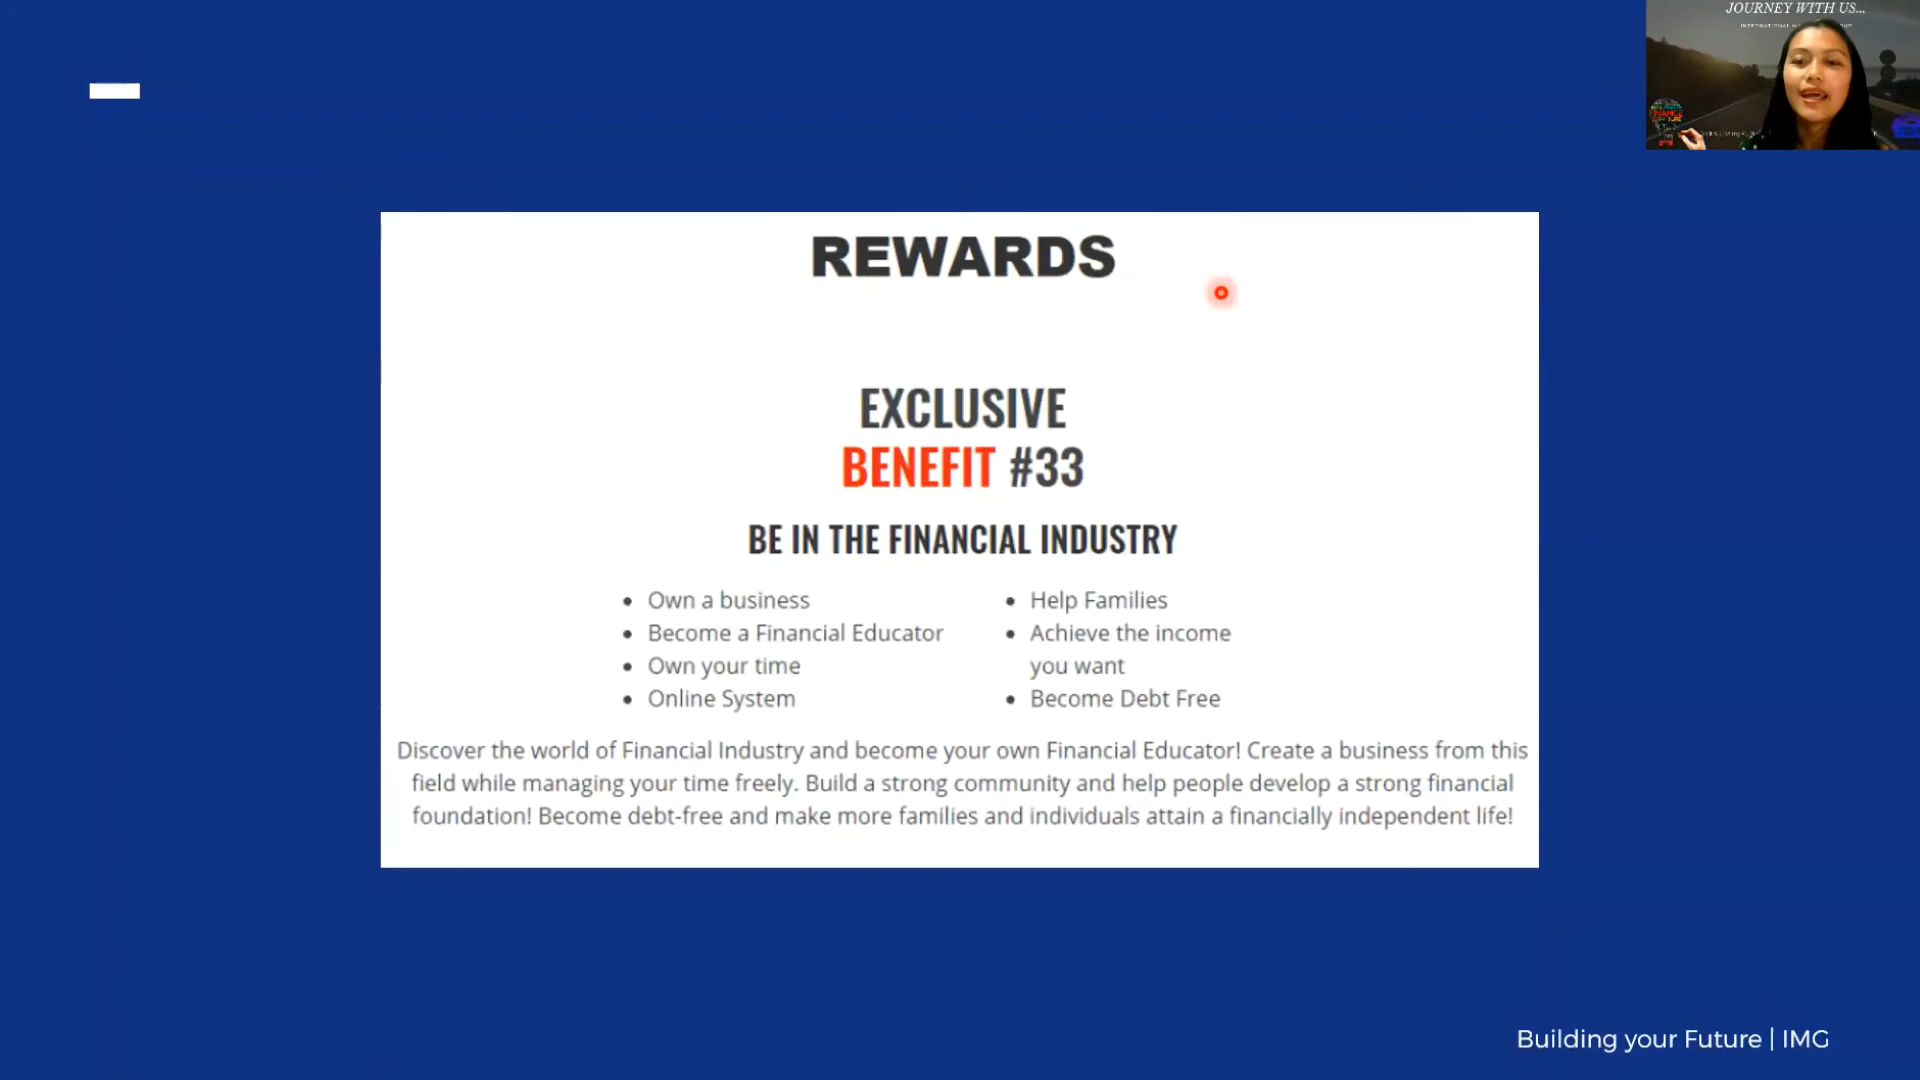 JOURNEY WITH US...
REWARDS
EXCLUSIVE
BENEFIT #33
BE IN THE FINANCIAL INDUSTRY
• Own a business
• Become a Financial Educator
• Own your time
• Online System
• Help Families
• Achieve the income
you want
• Become Debt Free
Discover the world of Financial Industry and become your own Financial Educator! Create a business from this
field while managing your time freely. Build a strong community and help people develop a strong financial
foundation! Become debt-free and make more families and individuals attain a financially independent life!
Building your Future | IMG